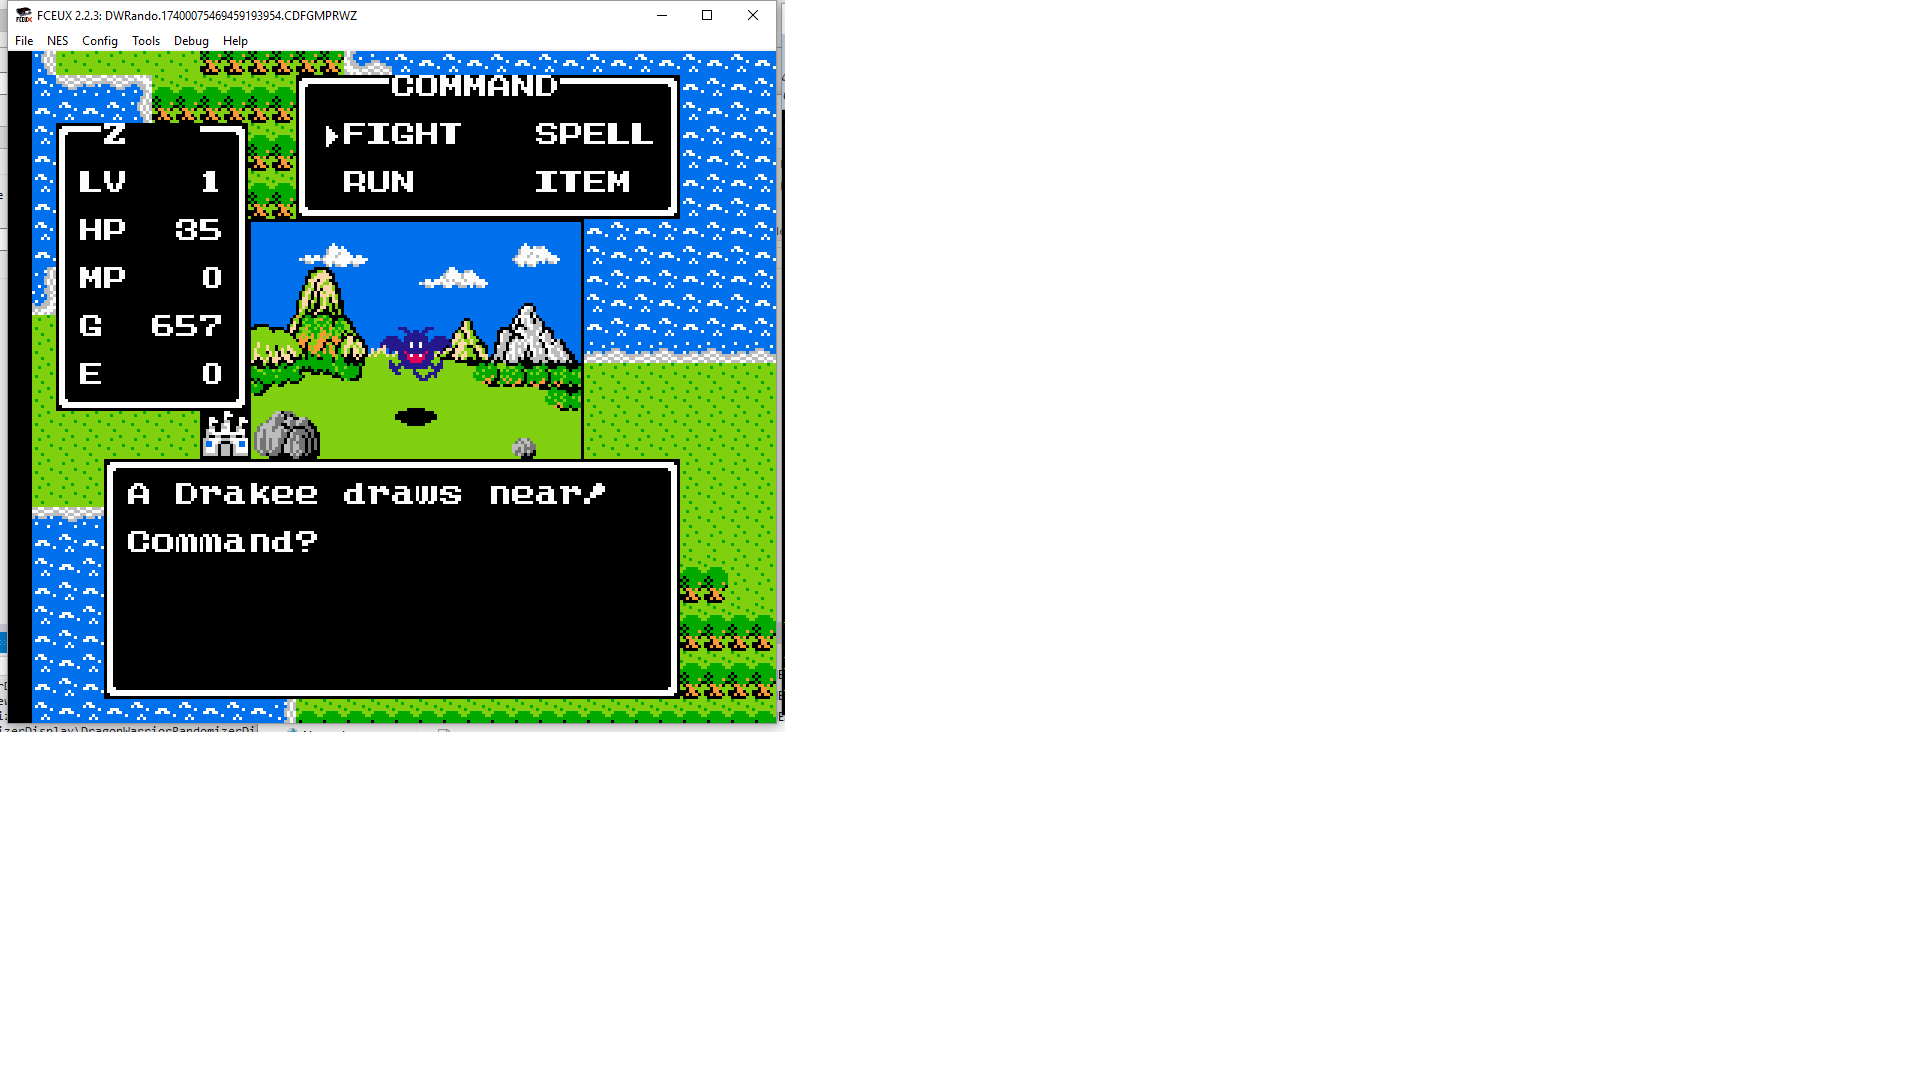 FCEUX 2.2.3: DWRando.17400075469459193954.CDFGMPRWZ
File NES Config Tools Debug Help
COMMAND
FIGHT SPELL
RUN ITEM
Z
LV 1
HP 35
MP 0
G 657
E 0
A Drakee draws near!
Command?